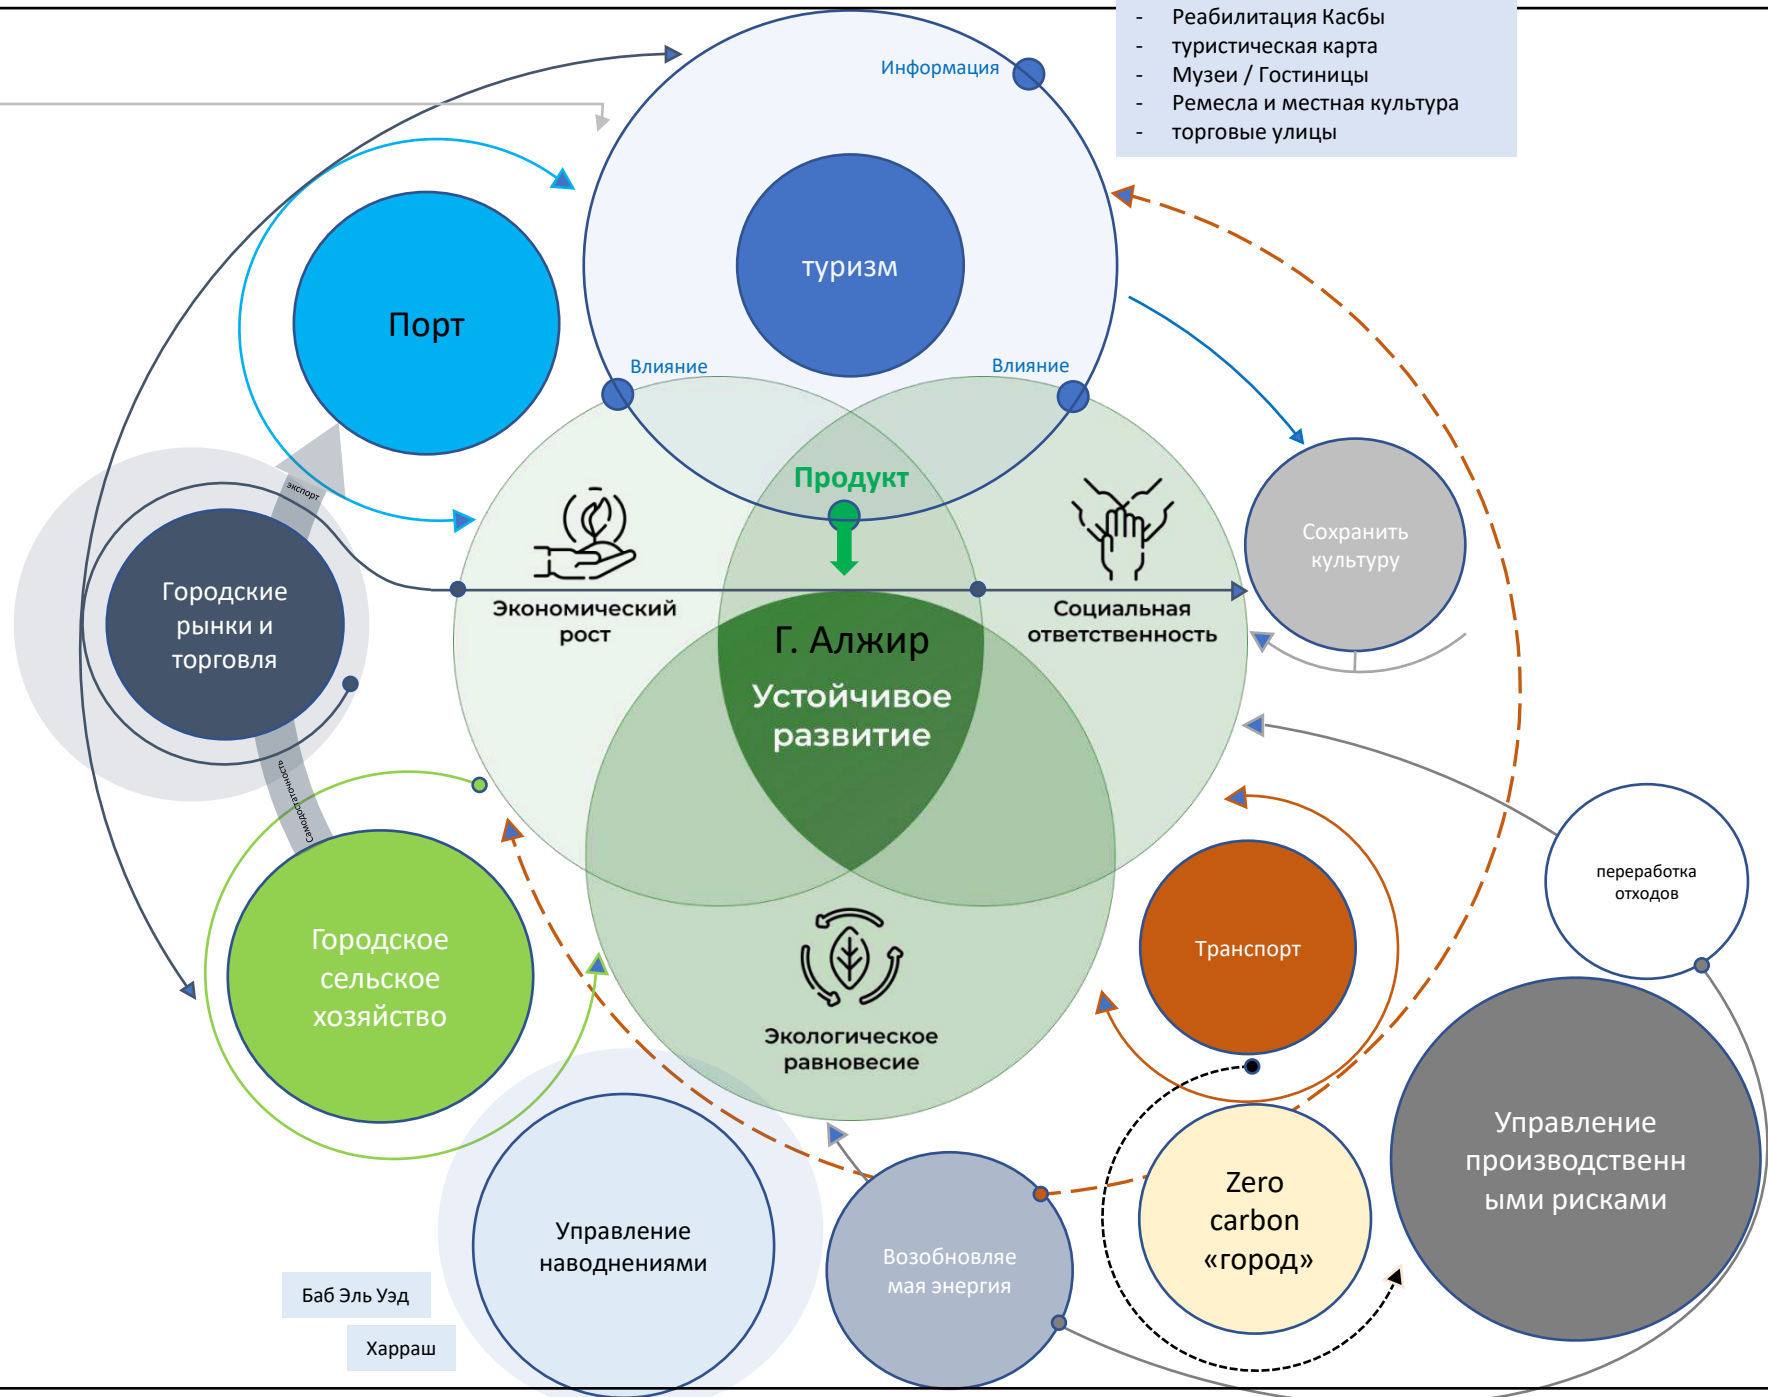 - Реабилитация Касбы
- туристическая карта
- Музеи / Гостиницы
- Ремесла и местная культура
- торговые улицы
Информация
туризм
Порт
Влияние
Влияние
Продукт
экспорт
Сохранить
культуру
Городские
рынки и
торговля
Экономический
рост
Социальная
ответственность
Г. Алжир
Устойчивое
развитие
Самодостаточность
переработка
отходов
Городское
сельское
хозяйство
Транспорт
Экологическое
равновесие
Управление
производственн
ыми рисками
Zero
carbon
«город»
Управление
наводнениями
Возобновляе
мая энергия
Баб Эль Уэд
Харраш